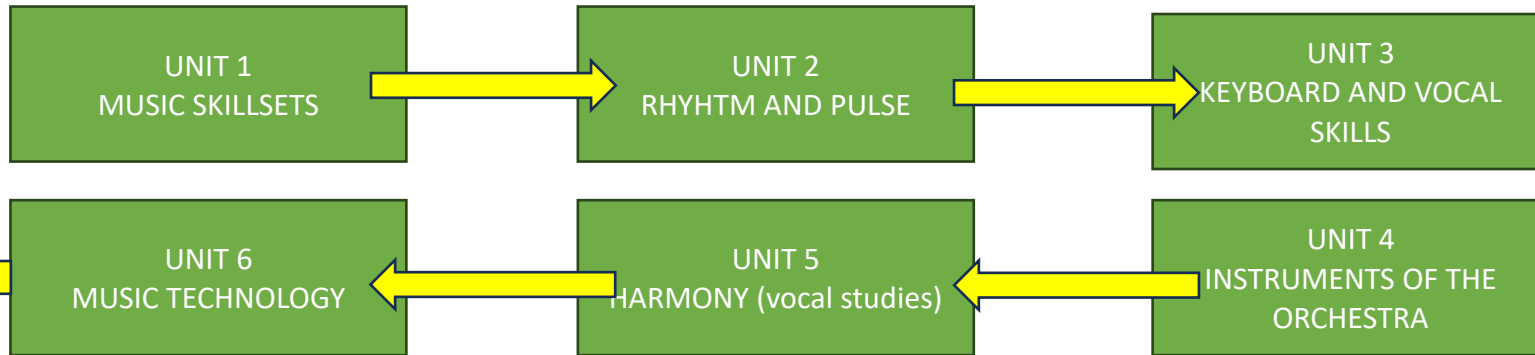 UNIT 1
MUSIC SKILLSETS
UNIT 2
RHYHTM AND PULSE
UNIT 3
KEYBOARD AND VOCAL
SKILLS
UNIT 6
MUSIC TECHNOLOGY
UNIT 5
HARMONY (vocal studies)
UNIT 4
INSTRUMENTS OF THE
ORCHESTRA